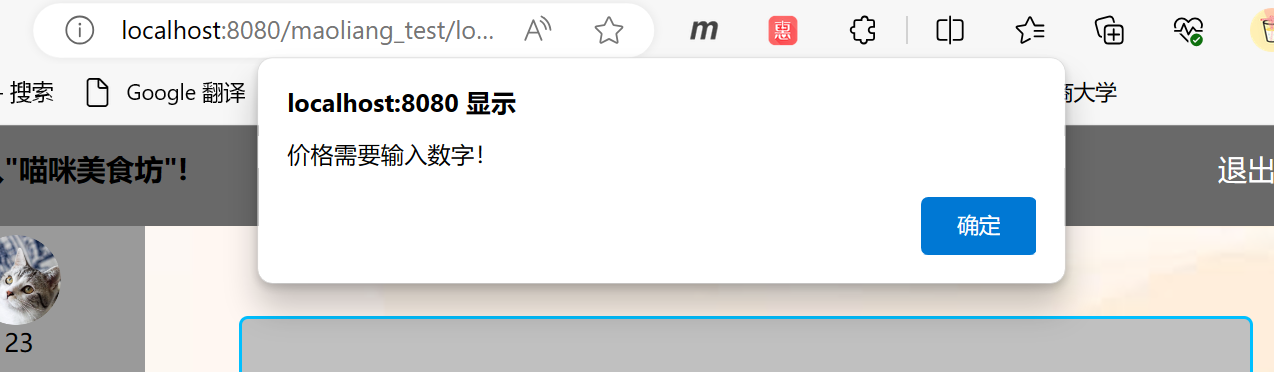 localhost:8080/maoliang_test/lo...
m
惠
搜索
Google 翻译
商大学
localhost:8080 显示
价格需要输入数字！
确定
"喵咪美食坊"！
退出
23